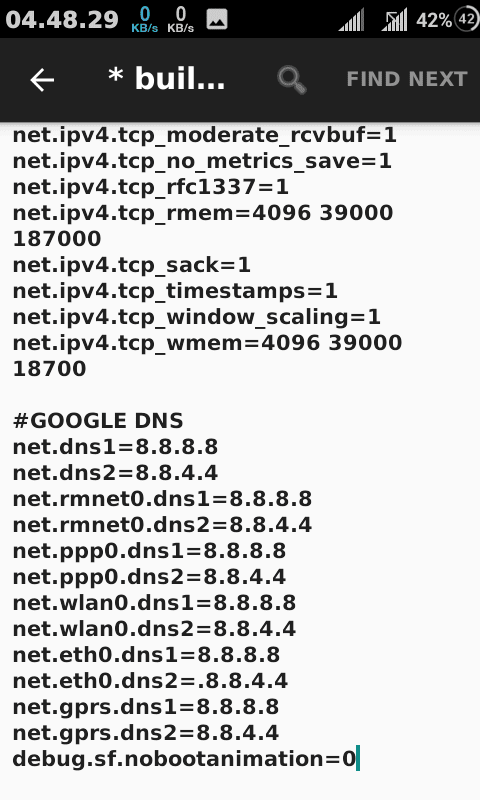 04.48.29 0 KB/s 0 KB/s 42% 42
* buil... FIND NEXT
net.ipv4.tcp_moderate_rcvbuf=1
net.ipv4.tcp_no_metrics_save=1
net.ipv4.tcp_rfc1337=1
net.ipv4.tcp_rmem=4096 39000
187000
net.ipv4.tcp_sack=1
net.ipv4.tcp_timestamps=1
net.ipv4.tcp_window_scaling=1
net.ipv4.tcp_wmem=4096 39000
18700
#GOOGLE DNS
net.dns1=8.8.8.8
net.dns2=8.8.4.4
net.rmnet0.dns1=8.8.8.8
net.rmnet0.dns2=8.8.4.4
net.ppp0.dns1=8.8.8.8
net.ppp0.dns2=8.8.4.4
net.wlan0.dns1=8.8.8.8
net.wlan0.dns2=8.8.4.4
net.eth0.dns1=8.8.8.8
net.eth0.dns2=.8.8.4.4
net.gprs.dns1=8.8.8.8
net.gprs.dns2=8.8.4.4
debug.sf.nobootanimation=0